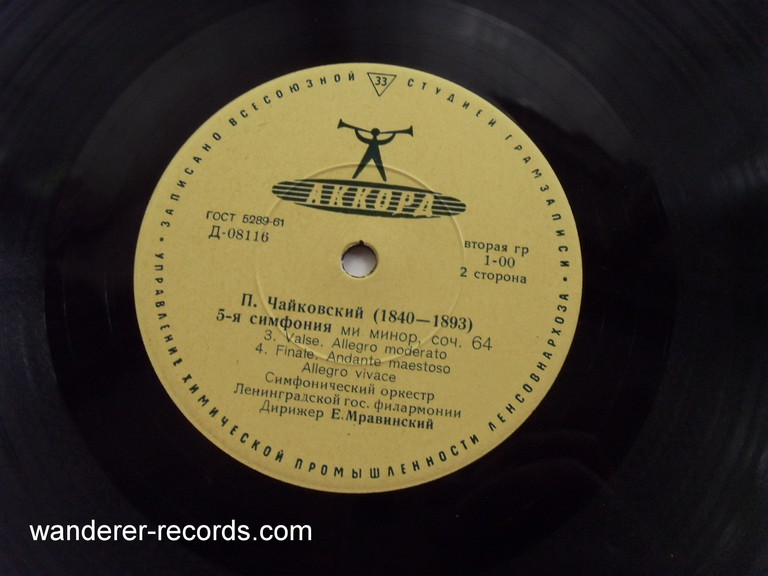 • ЗАПИСАНО ВСЕСОЮЗНОЙ 33 СТУДИЕЙ ГРАМЗАПИСИ •
АККОРД
ГОСТ 5289-61
Д-08116
вторая гр
1-00
2 сторона
П. Чайковский (1840—1893)
5-я симфония ми минор, соч. 64
3. Valse. Allegro moderato
4. Finale. Andante maestoso
Allegro vivace
Симфонический оркестр
Ленинградской гос. филармонии
Дирижер Е. Мравинский
УПРАВЛЕНИЕ ХИМИЧЕСКОЙ ПРОМЫШЛЕННОСТИ ЛЕНСОВНАРХОЗА
wanderer-records.com